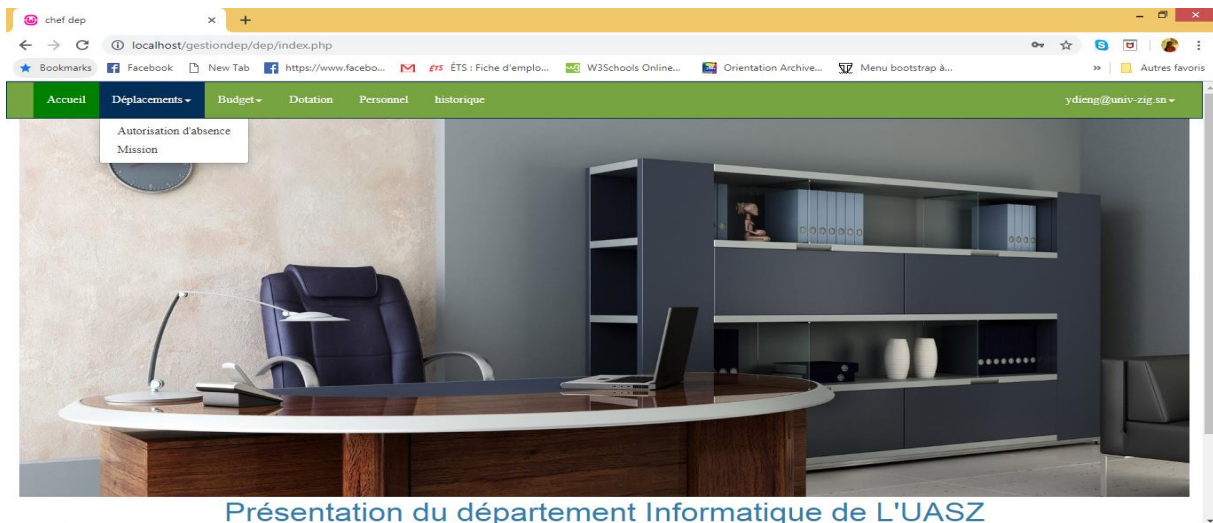 chef dep
localhost/gestiondep/dep/index.php
Bookmarks Facebook New Tab https://www.facebo... ÉTS ÉTS : Fiche d'emplo... W3Schools Online... Orientation Archive... Menu bootstrap à... » Autres favoris
Accueil Déplacements Budget Dotation Personnel historique ydieng@univ-zig.sn
Autorisation d'absence
Mission
Présentation du département Informatique de L'UASZ